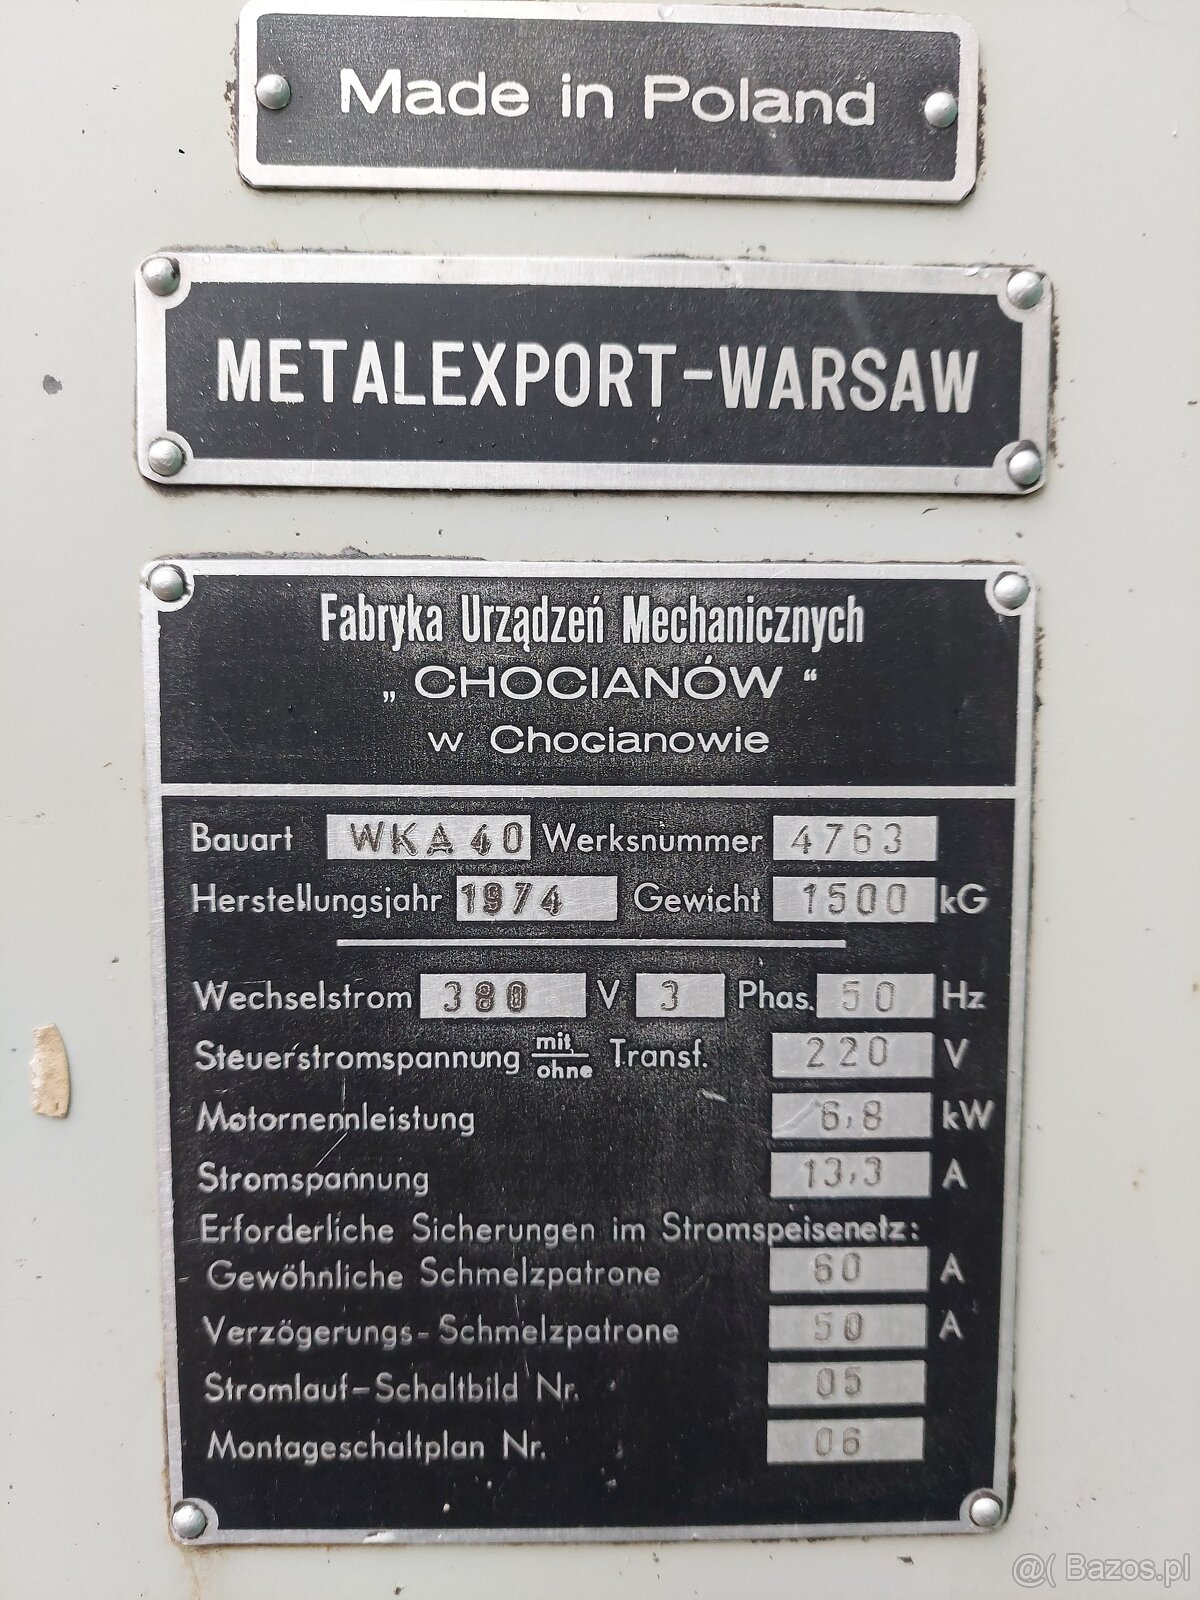 Made in Poland
METALEXPORT-WARSAW
Fabryka Urządzeń Mechanicznych
„ CHOCIANÓW “
w Chocianowie
Bauart WKA 40 Werksnummer 4763
Herstellungsjahr 1974 Gewicht 1500 kG
Wechselstrom 380 V 3 Phas. 50 Hz
Steuerstromspannung mit/ohne Transf. 220 V
Motornennleistung 6,8 kW
Stromspannung 13,3 A
Erforderliche Sicherungen im Stromspeisenetz:
Gewöhnliche Schmelzpatrone 60 A
Verzögerungs-Schmelzpatrone 50 A
Stromlauf-Schaltbild Nr. 05
Montageschaltplan Nr. 06
@( Bazos.pl